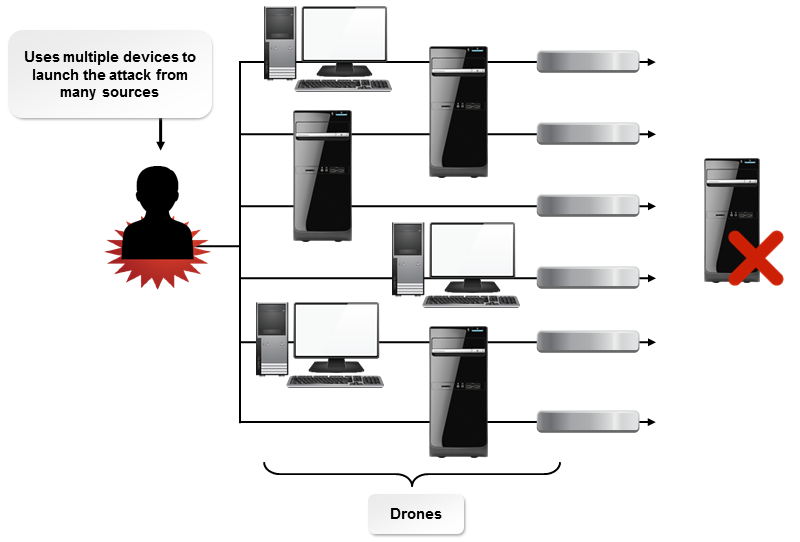 Uses multiple devices to
launch the attack from
many sources
Drones